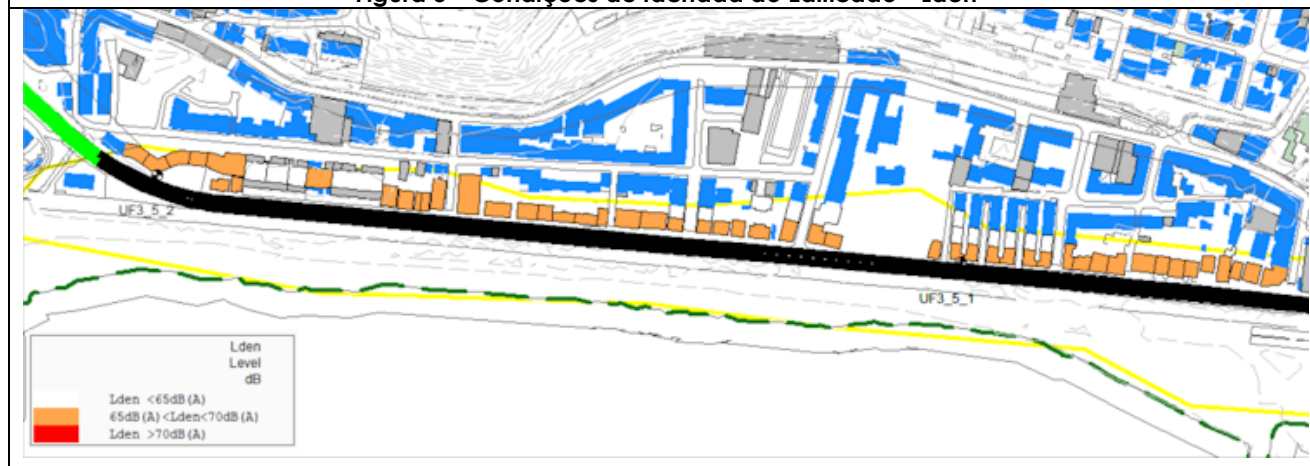 UF3_5_2
UF3_5_1
Lden
Level
dB
Lden <65dB(A)
65dB(A)<Lden<70dB(A)
Lden >70dB(A)